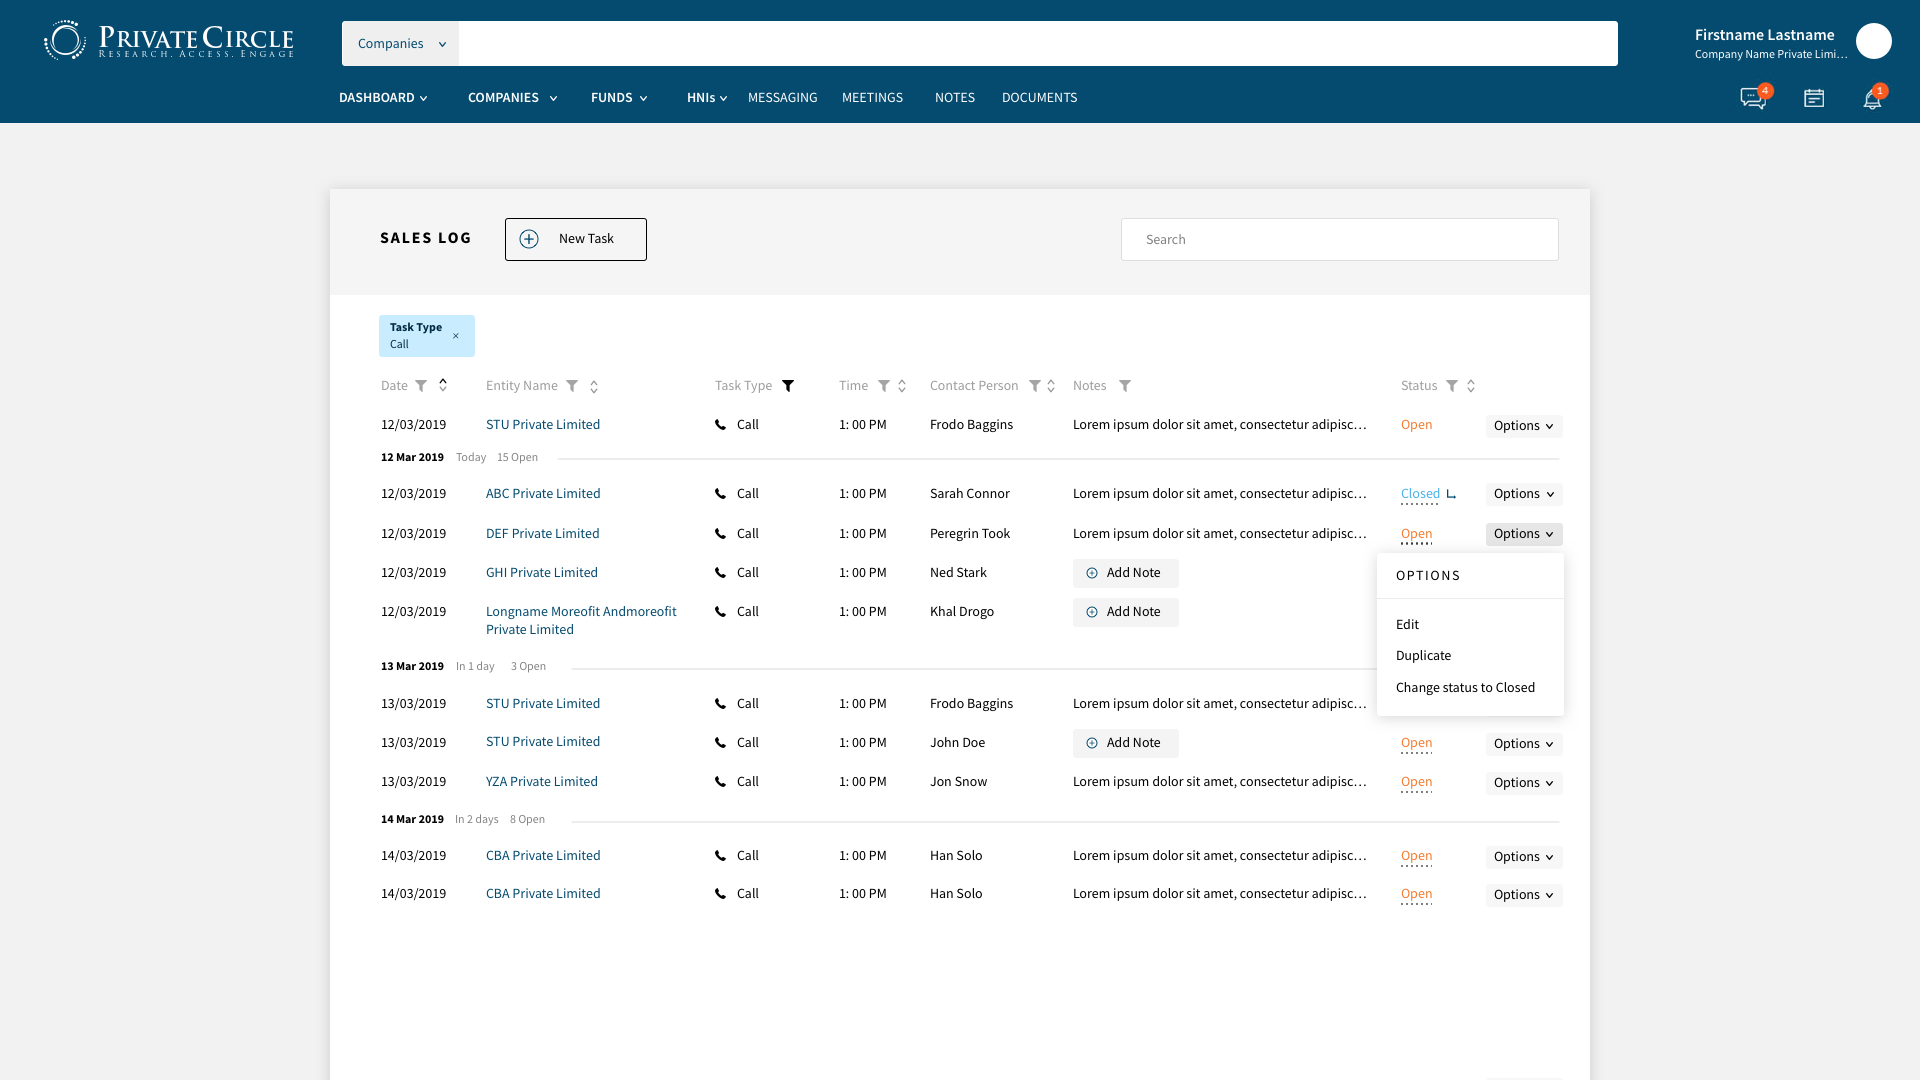 PRIVATECIRCLE
RESEARCH. ACCESS. ENGAGE
Companies
Firstname Lastname
Company Name Private Limi...
DASHBOARD COMPANIES FUNDS HNIs MESSAGING MEETINGS NOTES DOCUMENTS
4 1
SALES LOG New Task Search
Task Type
Call ×
Date Entity Name Task Type Time Contact Person Notes Status
12/03/2019 STU Private Limited Call 1: 00 PM Frodo Baggins Lorem ipsum dolor sit amet, consectetur adipisc... Open Options
12 Mar 2019 Today 15 Open
12/03/2019 ABC Private Limited Call 1: 00 PM Sarah Connor Lorem ipsum dolor sit amet, consectetur adipisc... Closed Options
12/03/2019 DEF Private Limited Call 1: 00 PM Peregrin Took Lorem ipsum dolor sit amet, consectetur adipisc... Open Options
12/03/2019 GHI Private Limited Call 1: 00 PM Ned Stark Add Note
12/03/2019 Longname Moreofit Andmoreofit Call 1: 00 PM Khal Drogo Add Note
Private Limited
OPTIONS
Edit
Duplicate
Change status to Closed
13 Mar 2019 In 1 day 3 Open
13/03/2019 STU Private Limited Call 1: 00 PM Frodo Baggins Lorem ipsum dolor sit amet, consectetur adipisc...
13/03/2019 STU Private Limited Call 1: 00 PM John Doe Add Note Open Options
13/03/2019 YZA Private Limited Call 1: 00 PM Jon Snow Lorem ipsum dolor sit amet, consectetur adipisc... Open Options
14 Mar 2019 In 2 days 8 Open
14/03/2019 CBA Private Limited Call 1: 00 PM Han Solo Lorem ipsum dolor sit amet, consectetur adipisc... Open Options
14/03/2019 CBA Private Limited Call 1: 00 PM Han Solo Lorem ipsum dolor sit amet, consectetur adipisc... Open Options